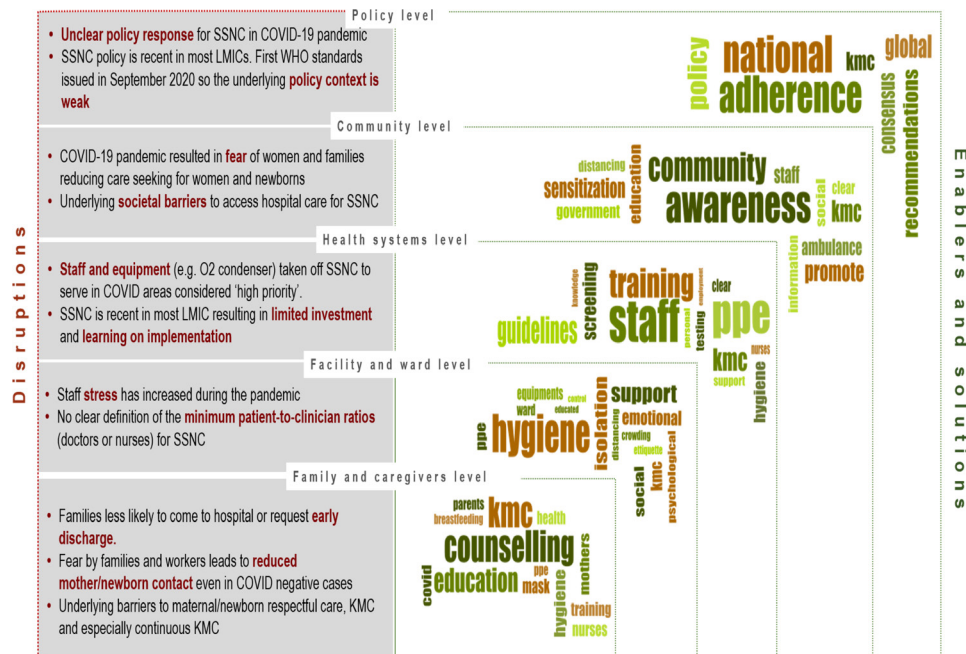 Policy level
• Unclear policy response for SSNC in COVID-19 pandemic
• SSNC policy is recent in most LMICs. First WHO standards
issued in September 2020 so the underlying policy context is
weak
policy
national
adherence
kmc
global
consensus
recommendations
Community level
• COVID-19 pandemic resulted in fear of women and families
reducing care seeking for women and newborns
• Underlying societal barriers to access hospital care for SSNC
distancing
sensitization
government
education
community
awareness
staff
social
clear
kmc
information
ambulance
promote
Health systems level
• Staff and equipment (e.g. O2 condenser) taken off SSNC to
serve in COVID areas considered ‘high priority’.
• SSNC is recent in most LMIC resulting in limited investment
and learning on implementation
guidelines
knowledge
screening
training
staff
personal
employment
testing
clear
ppe
kmc
support
nurses
hygiene
Facility and ward level
• Staff stress has increased during the pandemic
• No clear definition of the minimum patient-to-clinician ratios
(doctors or nurses) for SSNC
ppe
equipments
control
ward
educated
hygiene
isolation
support
distancing
emotional
crowding
ettiquette
social
kmc
psychological
Family and caregivers level
• Families less likely to come to hospital or request early
discharge.
• Fear by families and workers leads to reduced
mother/newborn contact even in COVID negative cases
• Underlying barriers to maternal/newborn respectful care, KMC
and especially continuous KMC
parents
breastfeeding
kmc
health
counselling
covid
education
ppe
mask
hygiene
mothers
training
nurses
Disruptions
Enablers and solutions